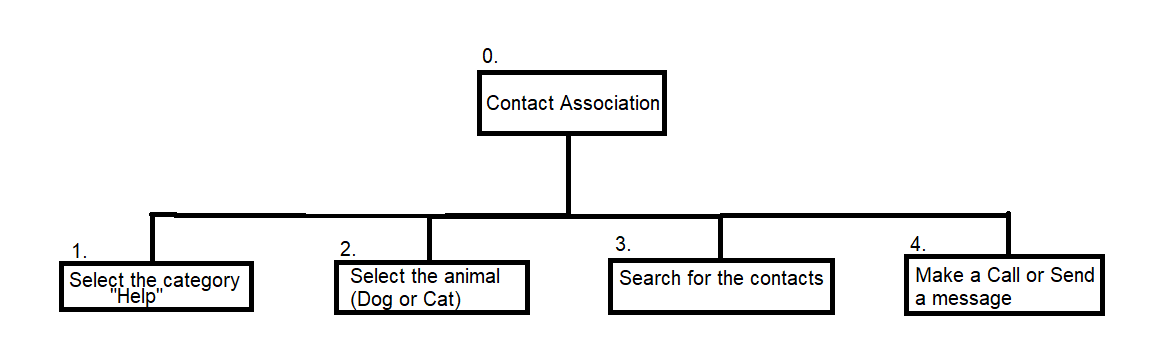 0.
Contact Association
1.
Select the category
"Help"
2.
Select the animal
(Dog or Cat)
3.
Search for the contacts
4.
Make a Call or Send
a message